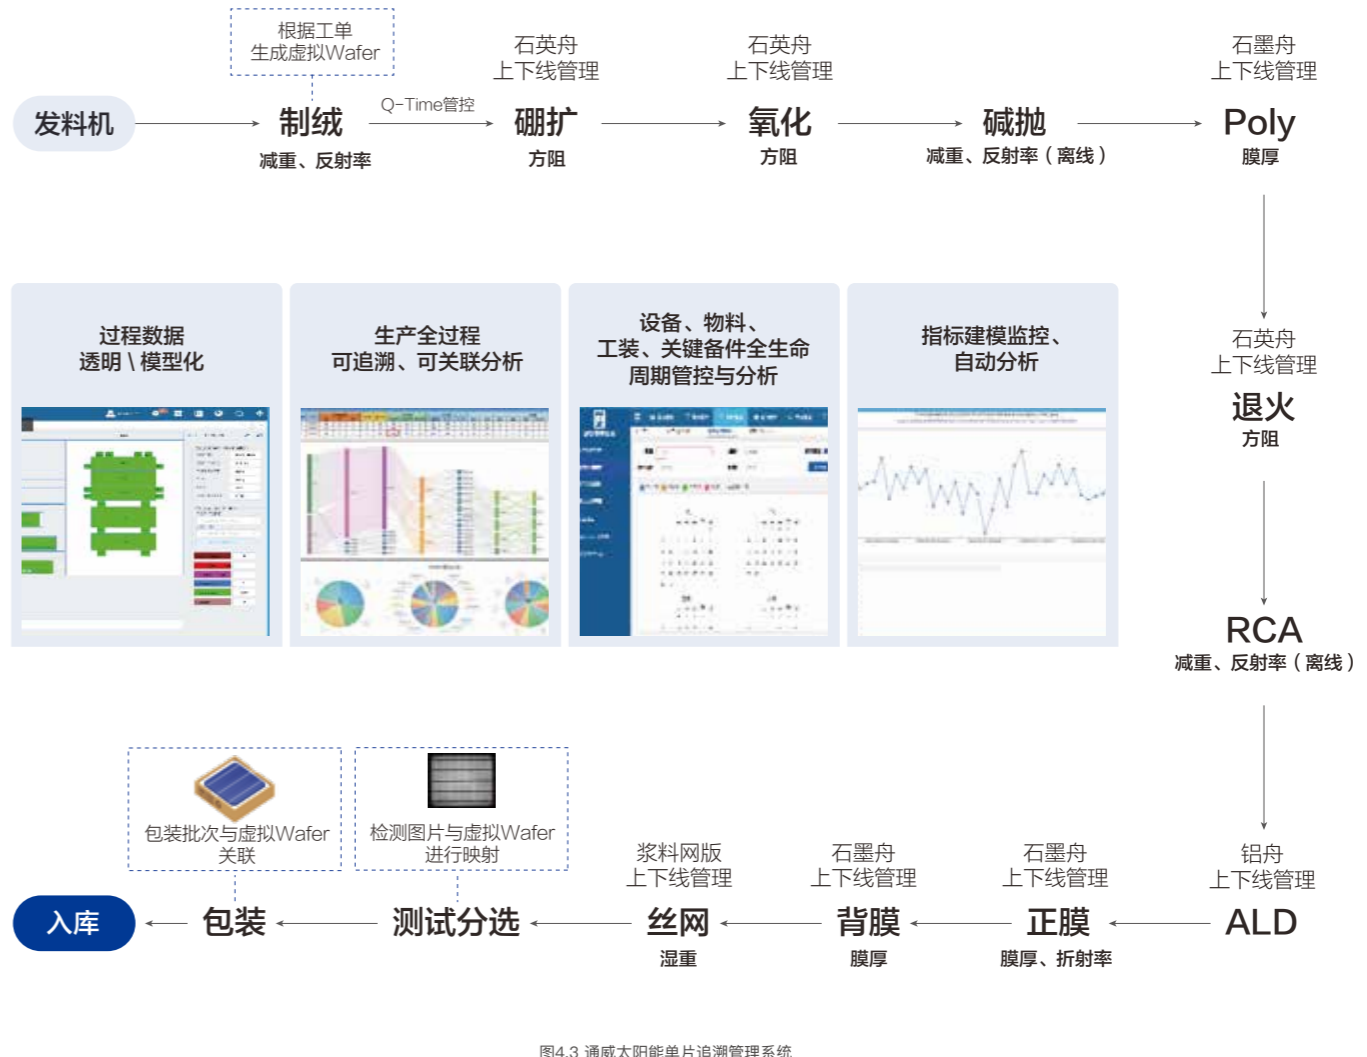 根据工单
生成虚拟Wafer
石英舟
上下线管理
石英舟
上下线管理
石墨舟
上下线管理
发料机
制绒
Q-Time管控
硼扩
氧化
碱抛
Poly
减重、反射率
方阻
方阻
减重、反射率（离线）
膜厚
过程数据
透明 \ 模型化
生产全过程
可追溯、可关联分析
设备、物料、
工装、关键备件全生命
周期管控与分析
指标建模监控、
自动分析
石英舟
上下线管理
退火
方阻
RCA
减重、反射率（离线）
包装批次与虚拟Wafer
关联
检测图片与虚拟Wafer
进行映射
浆料网版
上下线管理
石墨舟
上下线管理
石墨舟
上下线管理
铝舟
上下线管理
入库
包装
测试分选
丝网
背膜
正膜
ALD
湿重
膜厚
膜厚、折射率
图4.3 通威太阳能单片追溯管理系统